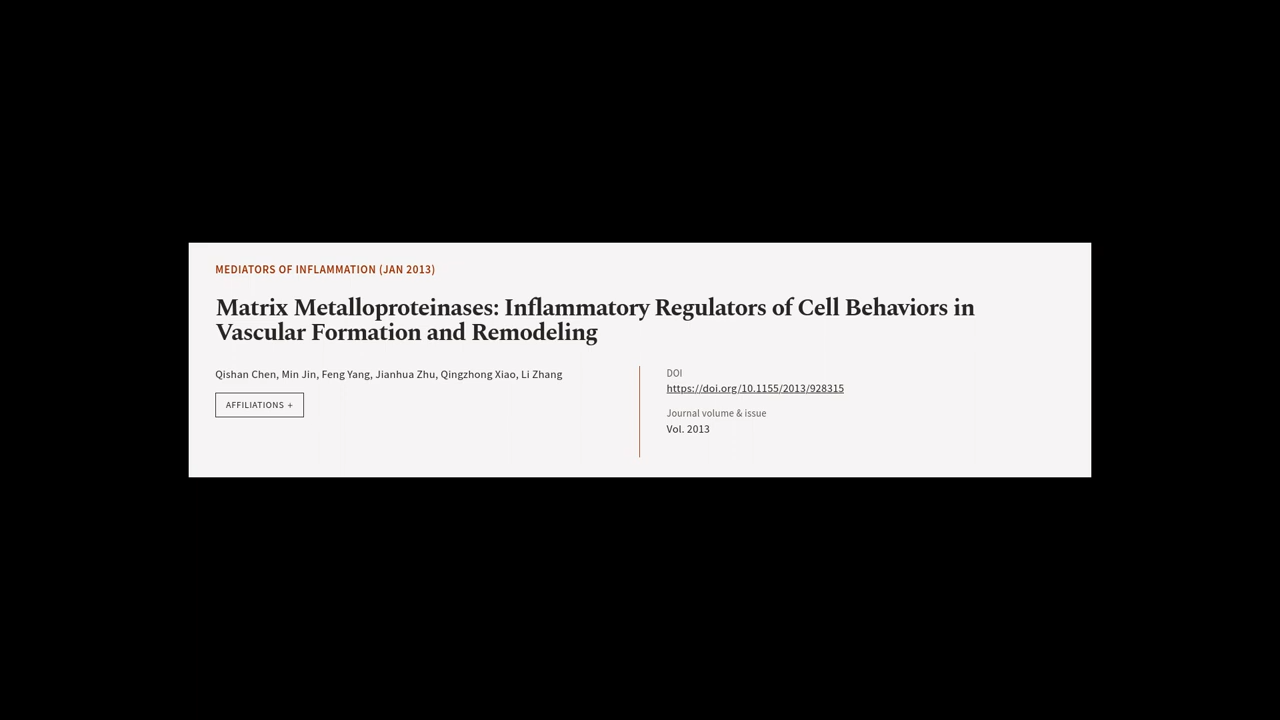 MEDIATORS OF INFLAMMATION (JAN 2013)
Matrix Metalloproteinases: Inflammatory Regulators of Cell Behaviors in
Vascular Formation and Remodeling
Qishan Chen, Min Jin, Feng Yang, Jianhua Zhu, Qingzhong Xiao, Li Zhang
AFFILIATIONS +
DOI
https://doi.org/10.1155/2013/928315
Journal volume & issue
Vol. 2013